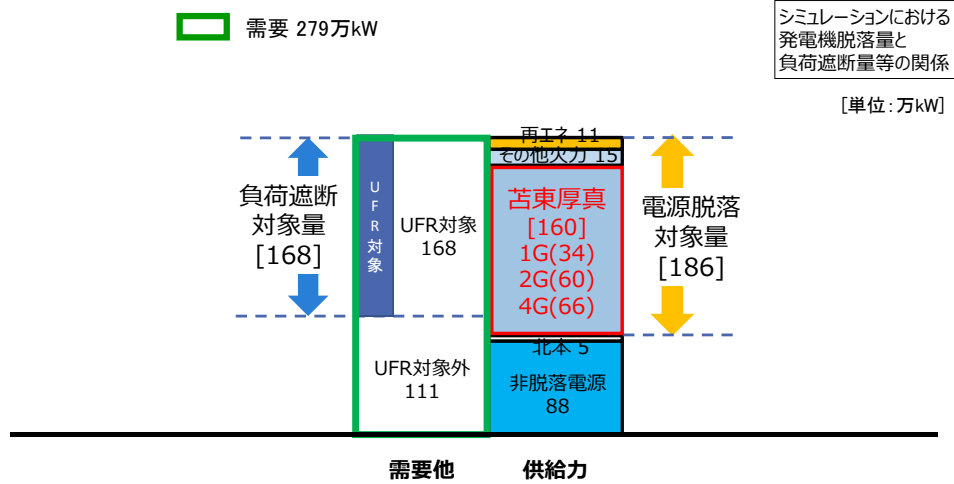 需要 279万kW
シミュレーションにおける
発電機脱落量と
負荷遮断量等の関係
[単位：万kW]
負荷遮断
対象量
[168]
UFR対象
UFR対象
168
UFR対象外
111
再エネ 11
その他火力 15
苫東厚真
[160]
1G(34)
2G(60)
4G(66)
北本 5
非脱落電源
88
電源脱落
対象量
[186]
需要他
供給力